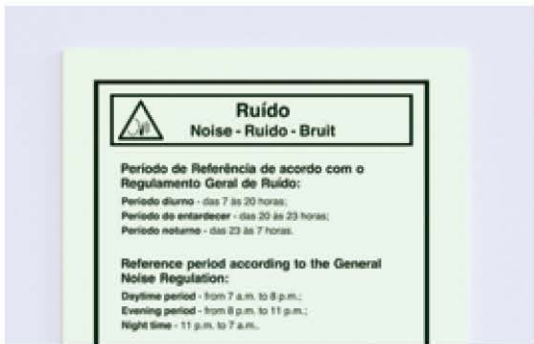 Ruído
Noise - Ruido - Bruit
Período de Referência de acordo com o
Regulamento Geral de Ruído:
Período diurno - das 7 às 20 horas;
Período do entardecer - das 20 às 23 horas;
Período noturno - das 23 às 7 horas.
Reference period according to the General
Noise Regulation:
Daytime period - from 7 a.m. to 8 p.m.;
Evening period - from 8 p.m. to 11 p.m.;
Night time - 11 p.m. to 7 a.m..